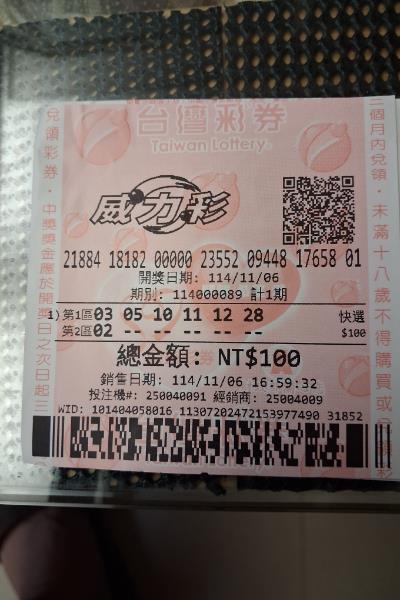 台灣彩券
Taiwan Lottery
威力彩
21884 18182 00000 23552 09448 17658 01
開獎日期: 114/11/06
期別: 114000089 計1期
1) 第1區 03 05 10 11 12 28 快選
第2區 02 -- -- -- -- -- $100
總金額: NT$100
銷售日期: 114/11/06 16:59:32
投注機#: 250040091 經銷商: 25004009
WID: 101404058016 113072024721539774​90 31852
兌領彩券・中獎獎金應於開獎日之次日起三
三個月內兌領・未滿十八歲不得購買或